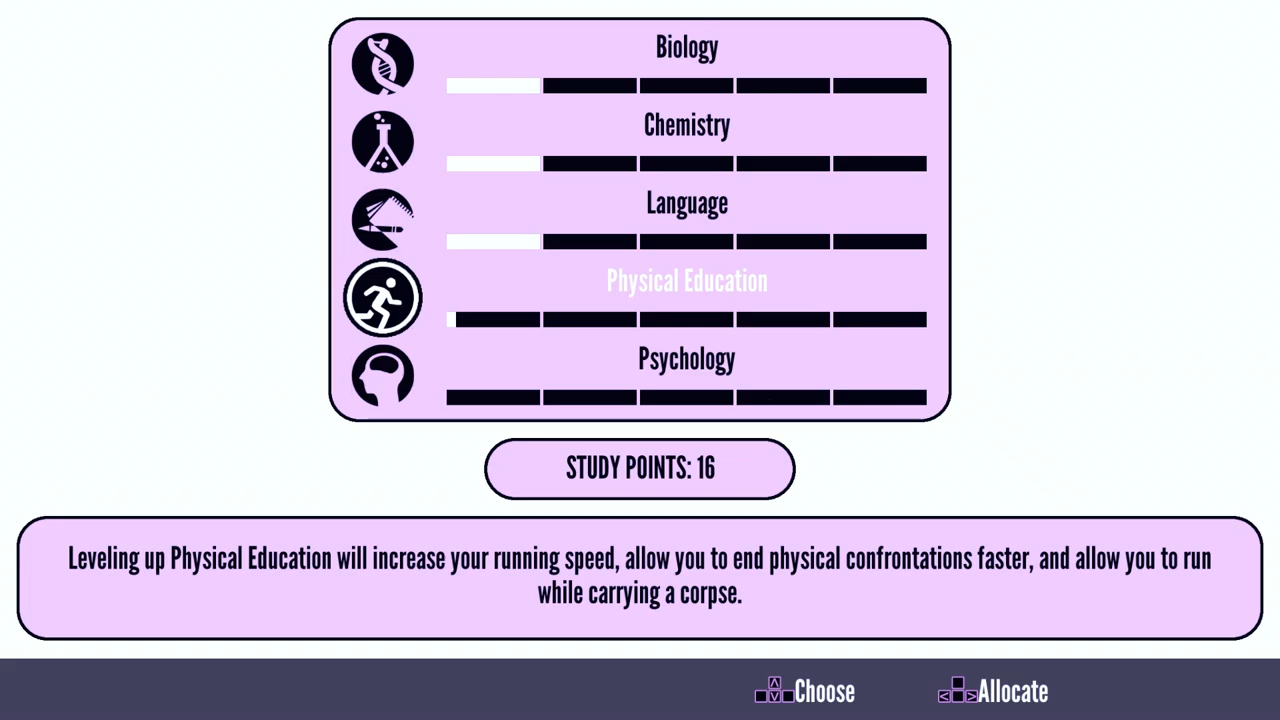 Biology
Chemistry
Language
Physical Education
Psychology
STUDY POINTS: 16
Leveling up Physical Education will increase your running speed, allow you to end physical confrontations faster, and allow you to run
while carrying a corpse.
Choose
Allocate